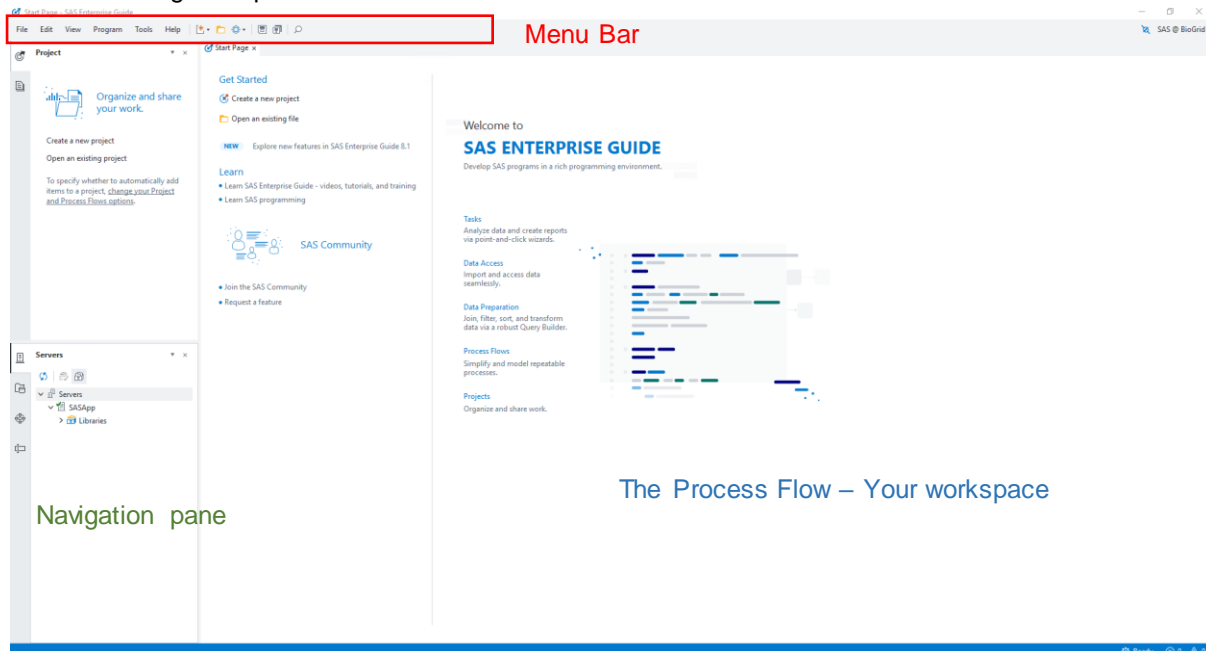 Start Page - SAS Enterprise Guide
File Edit View Program Tools Help
Menu Bar
SAS @ BioGrid
Project
Start Page
Organize and share
your work.
Create a new project
Open an existing project
To specify whether to automatically add
items to a project, change your Project
and Process Flows options.
Get Started
Create a new project
Open an existing file
NEW Explore new features in SAS Enterprise Guide 8.1
Learn
• Learn SAS Enterprise Guide - videos, tutorials, and training
• Learn SAS programming
SAS Community
• Join the SAS Community
• Request a feature
Welcome to
SAS ENTERPRISE GUIDE
Develop SAS programs in a rich programming environment.
Tasks
Analyze data and create reports
via point-and-click wizards.
Data Access
Import and access data
seamlessly.
Data Preparation
Join, filter, sort, and transform
data via a robust Query Builder.
Process Flows
Simplify and model repeatable
processes.
Projects
Organize and share work.
Servers
Servers
SASApp
Libraries
Navigation pane
The Process Flow – Your workspace